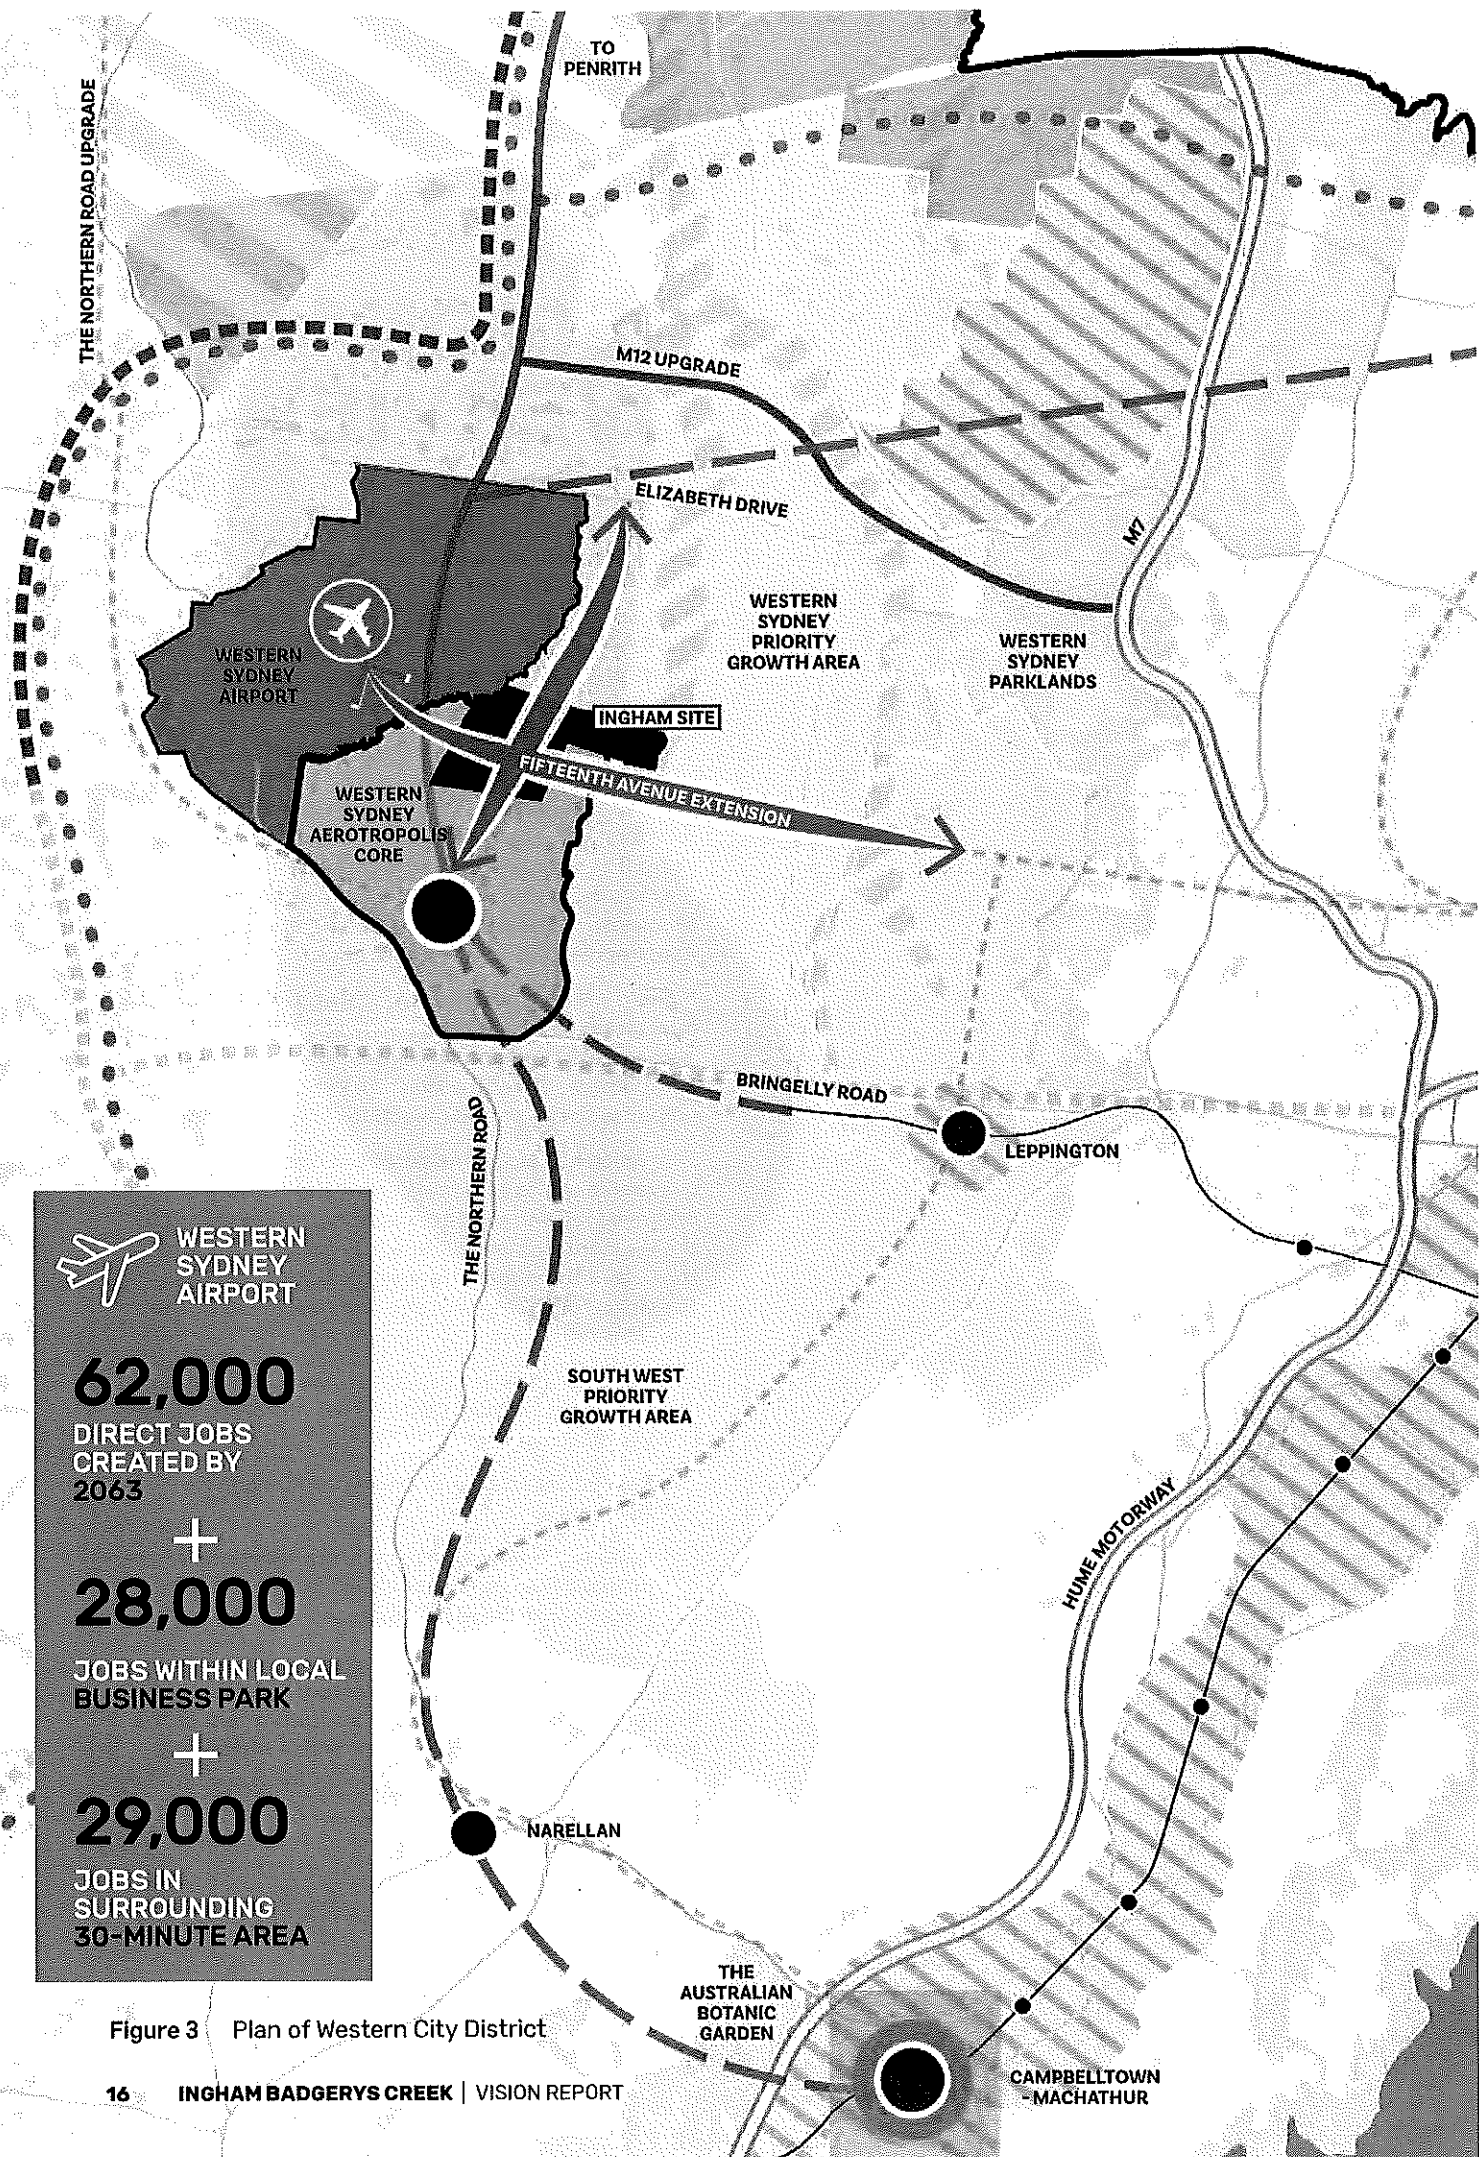 TO
PENRITH
THE NORTHERN ROAD UPGRADE
M12 UPGRADE
ELIZABETH DRIVE
M7
WESTERN
SYDNEY
PRIORITY
GROWTH AREA
WESTERN
SYDNEY
PARKLANDS
WESTERN
SYDNEY
AIRPORT
INGHAM SITE
FIFTEENTH AVENUE EXTENSION
WESTERN
SYDNEY
AEROTROPOLIS
CORE
BRINGELLY ROAD
LEPPINGTON
THE NORTHERN ROAD
WESTERN
SYDNEY
AIRPORT
62,000
DIRECT JOBS
CREATED BY
2063
+
28,000
JOBS WITHIN LOCAL
BUSINESS PARK
+
29,000
JOBS IN
SURROUNDING
30-MINUTE AREA
SOUTH WEST
PRIORITY
GROWTH AREA
HUME MOTORWAY
NARELLAN
THE
AUSTRALIAN
BOTANIC
GARDEN
CAMPBELLTOWN
- MACHATHUR
Figure 3 Plan of Western City District
16 INGHAM BADGERYS CREEK | VISION REPORT